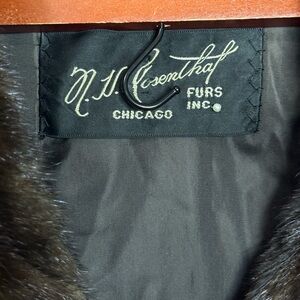 N. H. Rosenthal
FURS
CHICAGO INC.